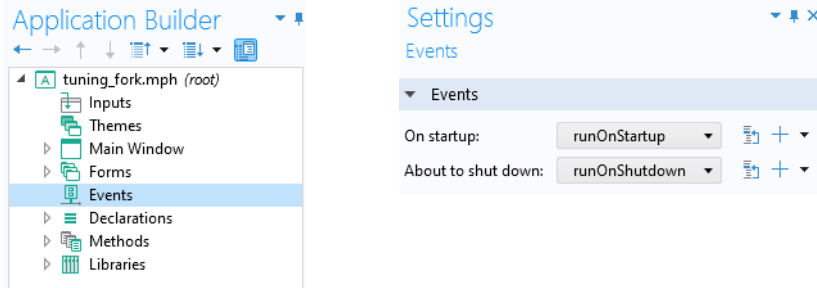 Application Builder
A tuning_fork.mph (root)
Inputs
Themes
Main Window
Forms
Events
Declarations
Methods
Libraries
Settings
Events
Events
On startup: runOnStartup
About to shut down: runOnShutdown